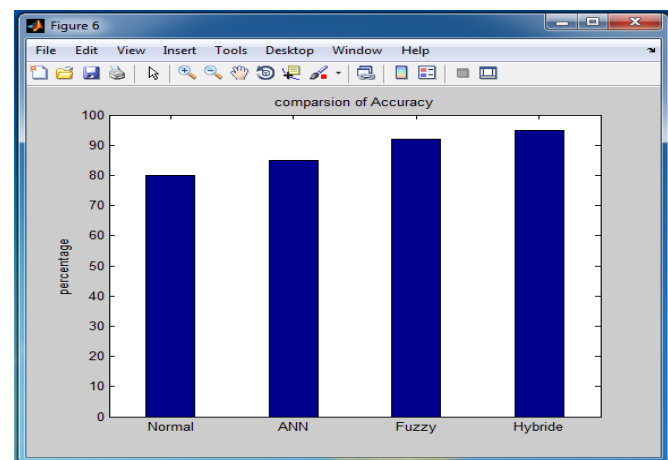 Figure 6
File Edit View Insert Tools Desktop Window Help
comparsion of Accuracy
100
90
80
70
60
50
40
30
20
10
0
percentage
Normal ANN Fuzzy Hybride